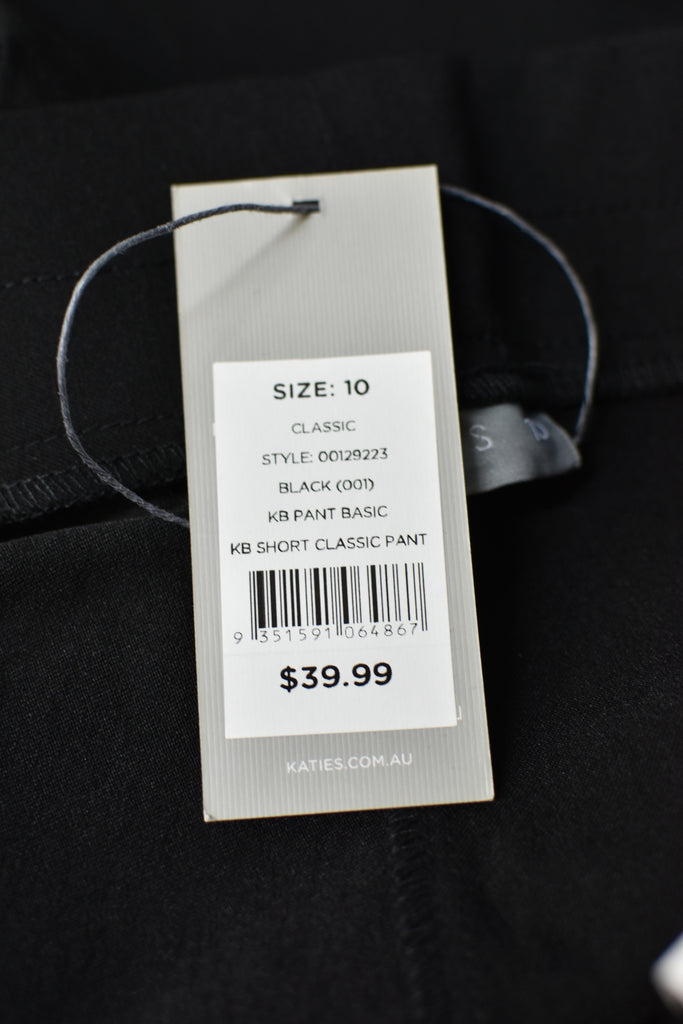 SIZE: 10
CLASSIC
STYLE: 00129223
BLACK (001)
KB PANT BASIC
KB SHORT CLASSIC PANT
9 351591 064867
$39.99
KATIES.COM.AU
S